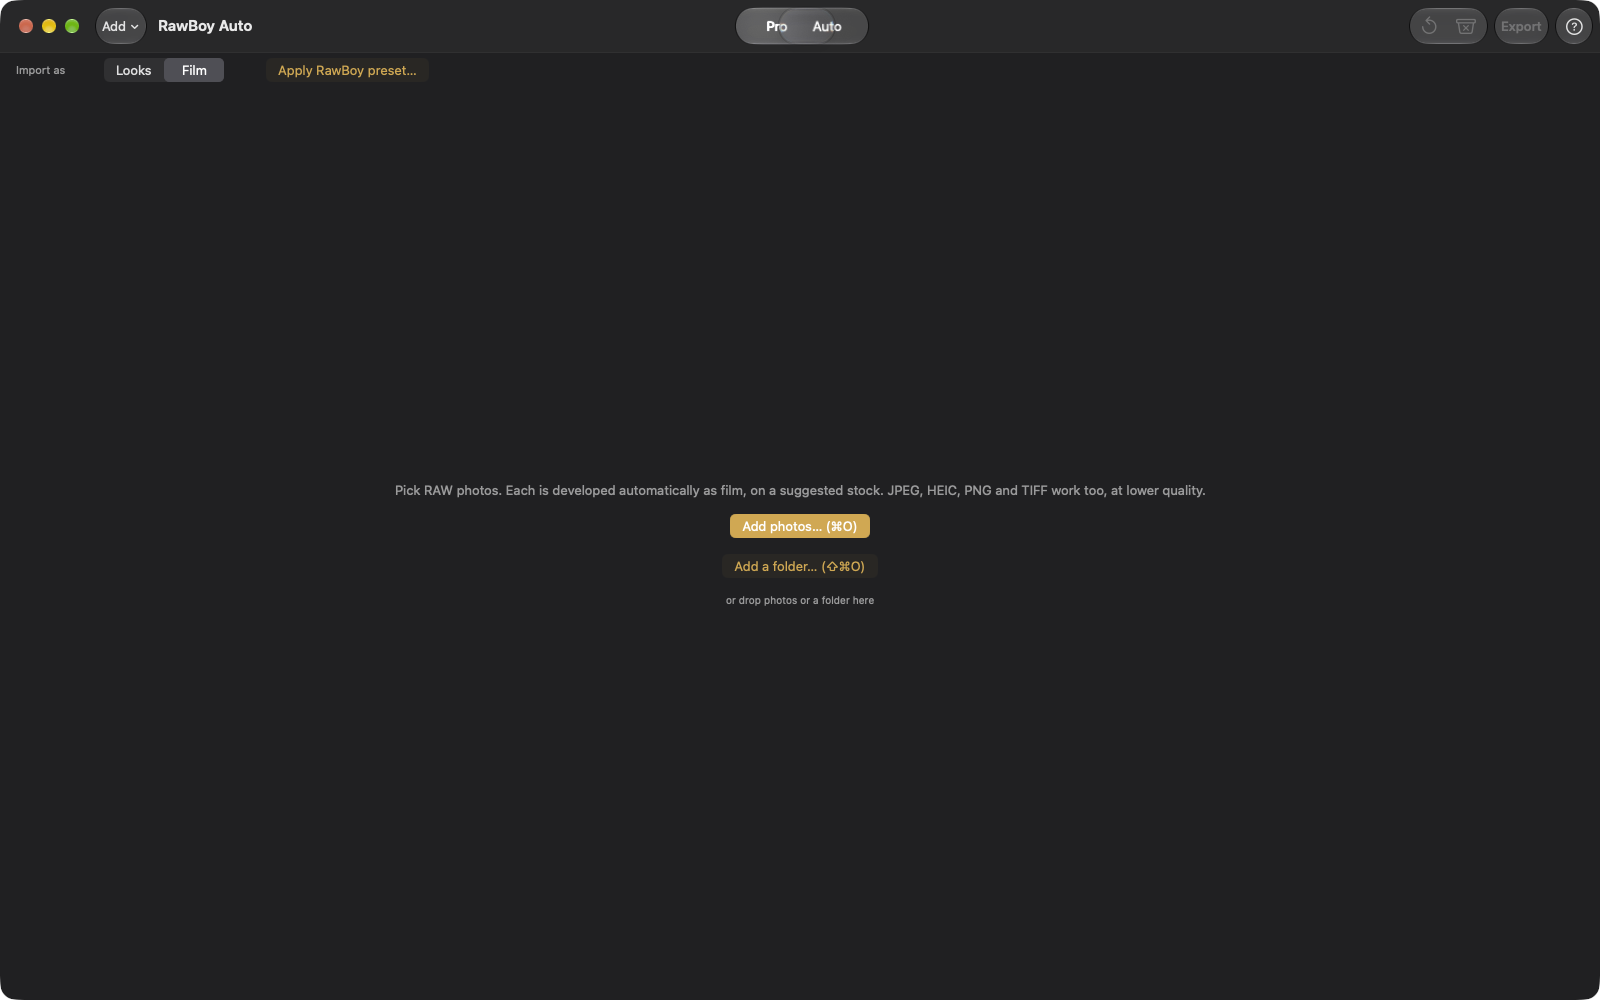 Add
RawBoy Auto
Pro
Auto
Export
Import as
Looks
Film
Apply RawBoy preset...
Pick RAW photos. Each is developed automatically as film, on a suggested stock. JPEG, HEIC, PNG and TIFF work too, at lower quality.
Add photos... (⌘O)
Add a folder... (⇧⌘O)
or drop photos or a folder here